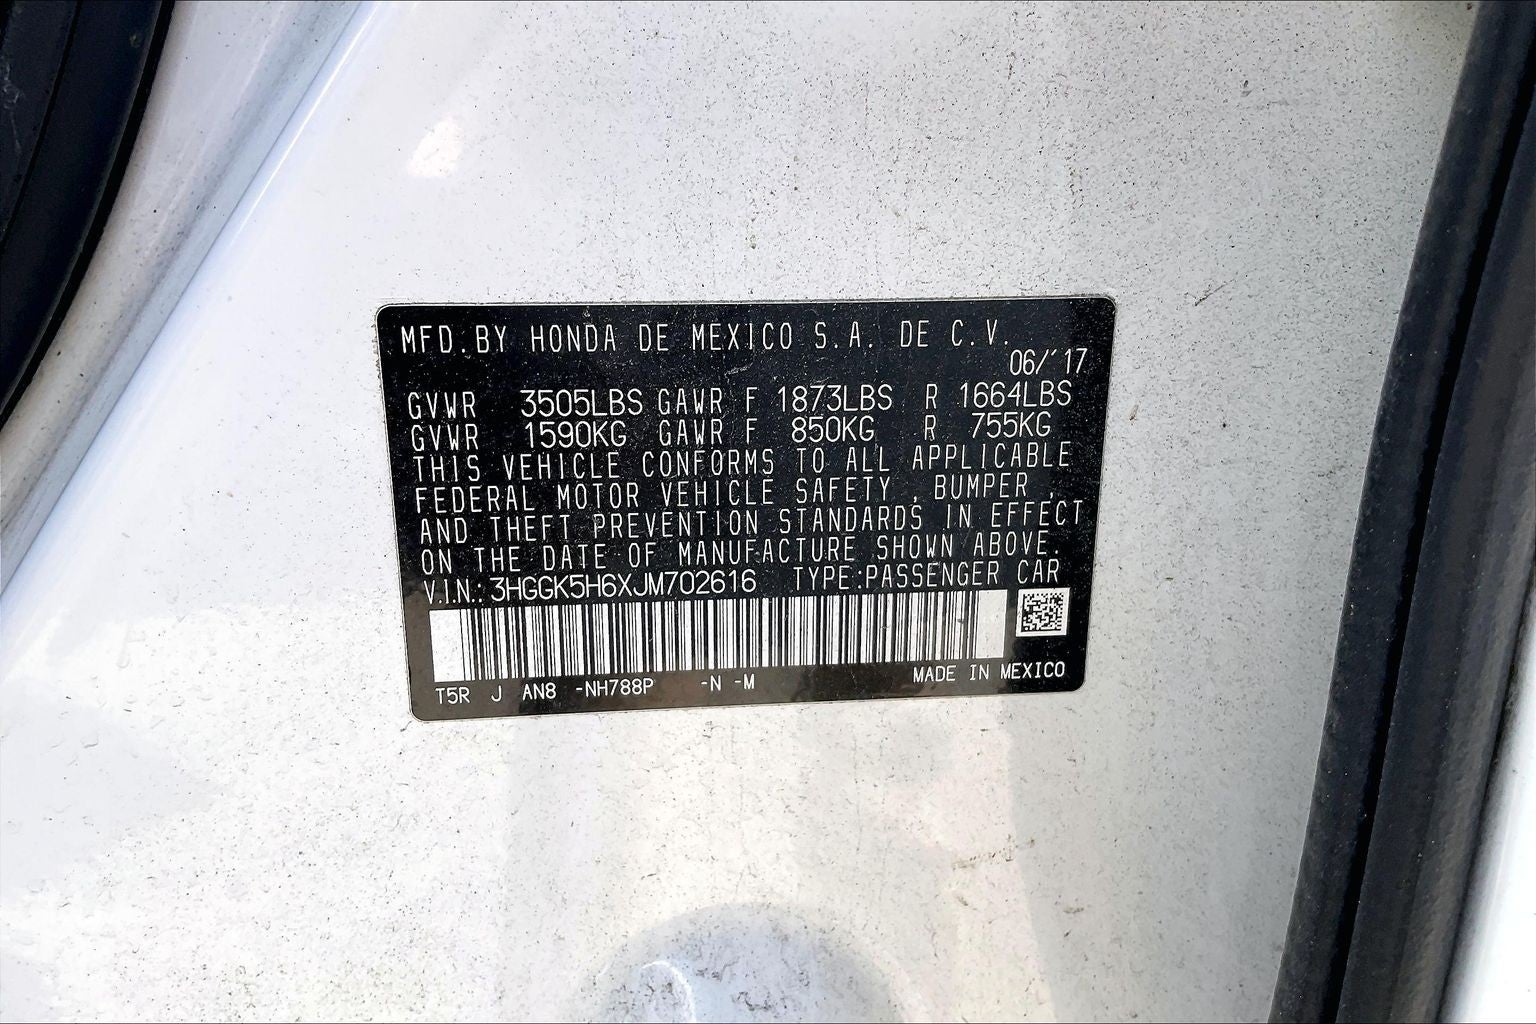 MFD.BY HONDA DE MEXICO S.A. DE C.V.
06/'17
GVWR 3505LBS GAWR F 1873LBS R 1664LBS
GVWR 1590KG GAWR F 850KG R 755KG
THIS VEHICLE CONFORMS TO ALL APPLICABLE
FEDERAL MOTOR VEHICLE SAFETY , BUMPER ,
AND THEFT PREVENTION STANDARDS IN EFFECT
ON THE DATE OF MANUFACTURE SHOWN ABOVE.
V.I.N.: 3HGGK5H6XJM702616 TYPE:PASSENGER CAR
T5R J AN8 -NH788P -N -M MADE IN MEXICO